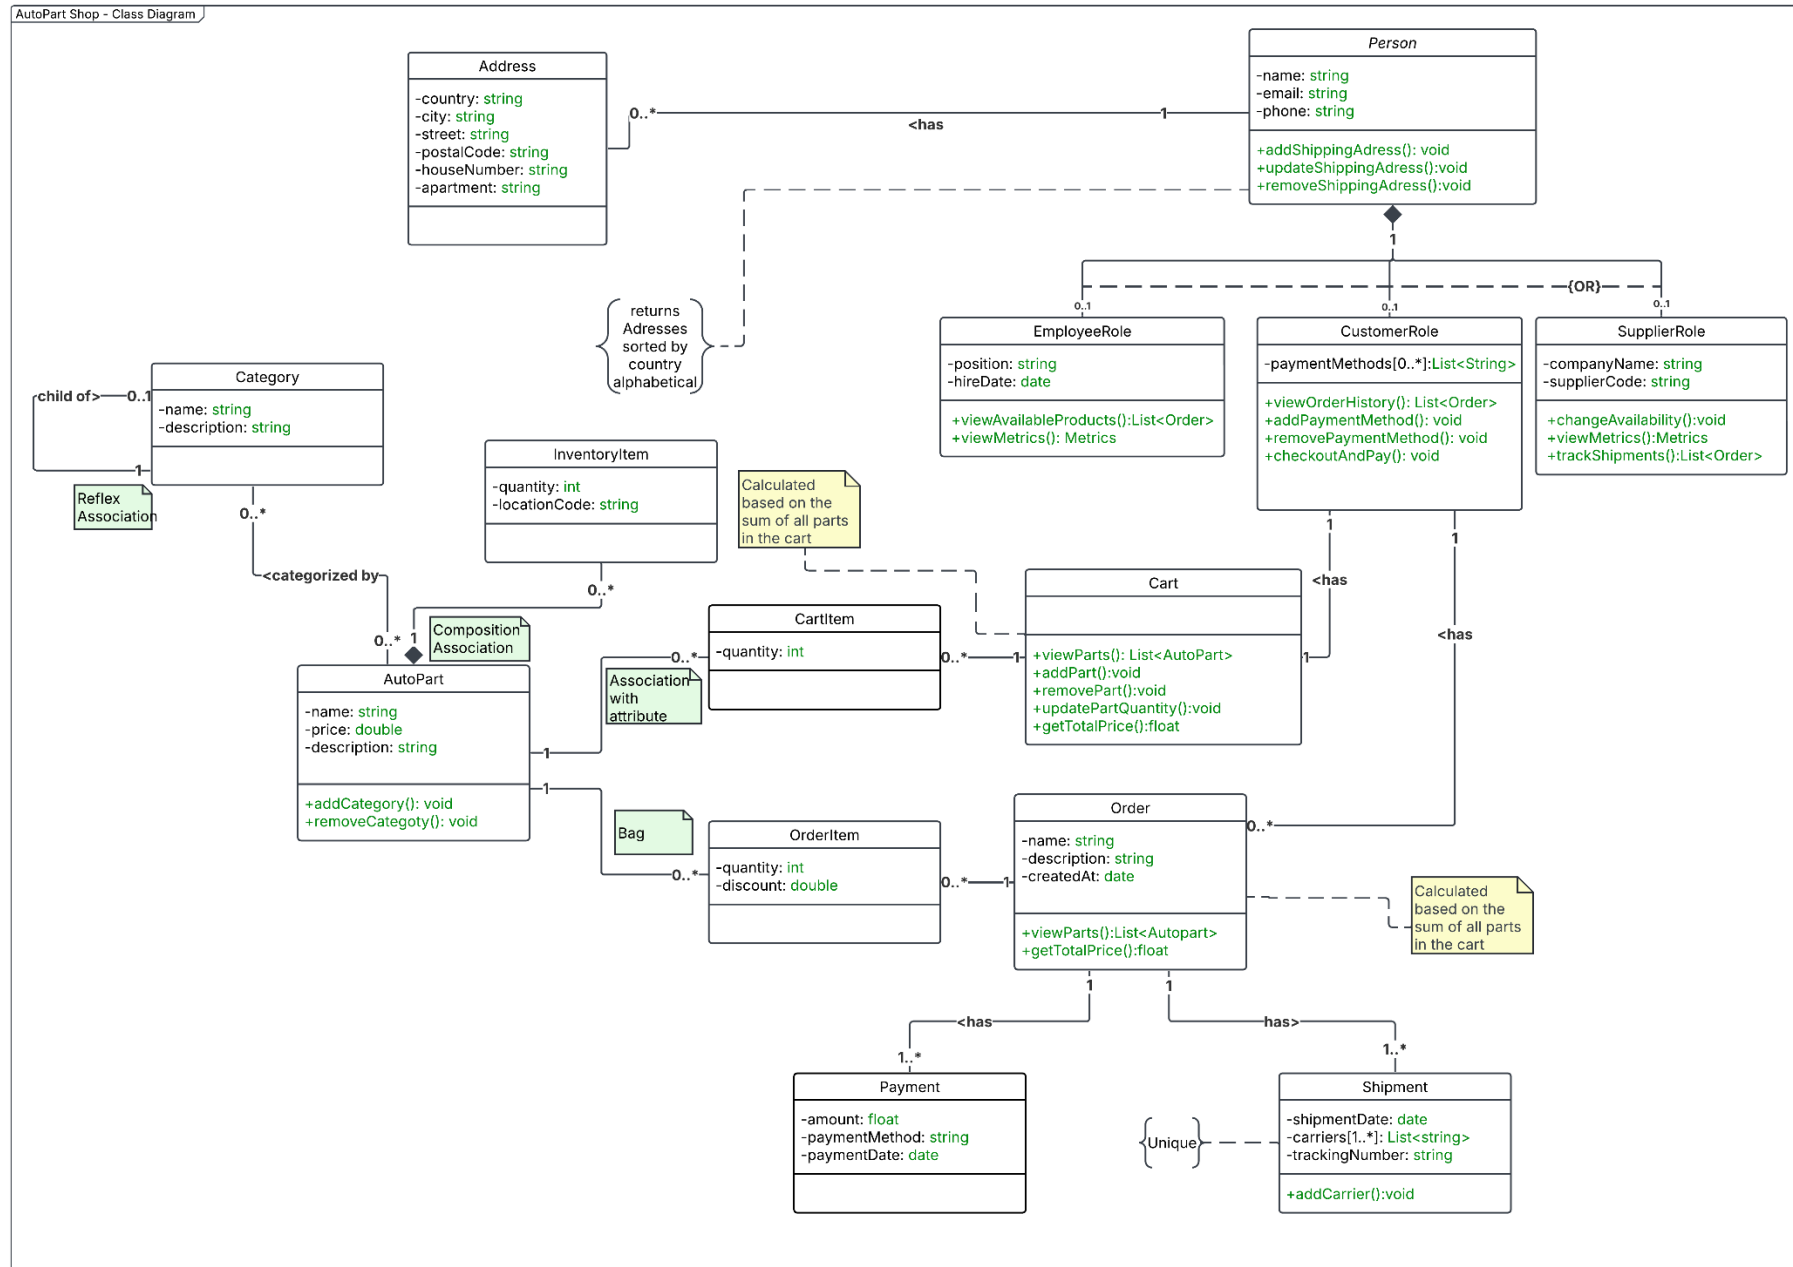 AutoPart Shop - Class Diagram
Person
-name: string
-email: string
-phone: string
+addShippingAdress(): void
+updateShippingAdress():void
+removeShippingAdress():void
Address
-country: string
-city: string
-street: string
-postalCode: string
-houseNumber: string
-apartment: string
0..*
<has
1
1
{OR}
0..1
0..1
0..1
returns
Adresses
sorted by
country
alphabetical
EmployeeRole
-position: string
-hireDate: date
+viewAvailableProducts():List<Order>
+viewMetrics(): Metrics
CustomerRole
-paymentMethods[0..*]:List<String>
+viewOrderHistory(): List<Order>
+addPaymentMethod(): void
+removePaymentMethod(): void
+checkoutAndPay(): void
SupplierRole
-companyName: string
-supplierCode: string
+changeAvailability():void
+viewMetrics():Metrics
+trackShipments():List<Order>
Category
-name: string
-description: string
child of>
0..1
1
Reflex
Association
0..*
<categorized by
0..*
InventoryItem
-quantity: int
-locationCode: string
0..*
1
Composition
Association
Calculated
based on the
sum of all parts
in the cart
Cart
+viewParts(): List<AutoPart>
+addPart():void
+removePart():void
+updatePartQuantity():void
+getTotalPrice():float
1
<has
1
1
<has
0..*
CartItem
-quantity: int
0..*
1
0..*
1
Association
with
attribute
AutoPart
-name: string
-price: double
-description: string
+addCategory(): void
+removeCategoty(): void
1
0..*
Bag
OrderItem
-quantity: int
-discount: double
0..*
1
Order
-name: string
-description: string
-createdAt: date
+viewParts():List<Autopart>
+getTotalPrice():float
Calculated
based on the
sum of all parts
in the cart
1
<has
1..*
1
has>
1..*
Payment
-amount: float
-paymentMethod: string
-paymentDate: date
{Unique}
Shipment
-shipmentDate: date
-carriers[1..*]: List<string>
-trackingNumber: string
+addCarrier():void